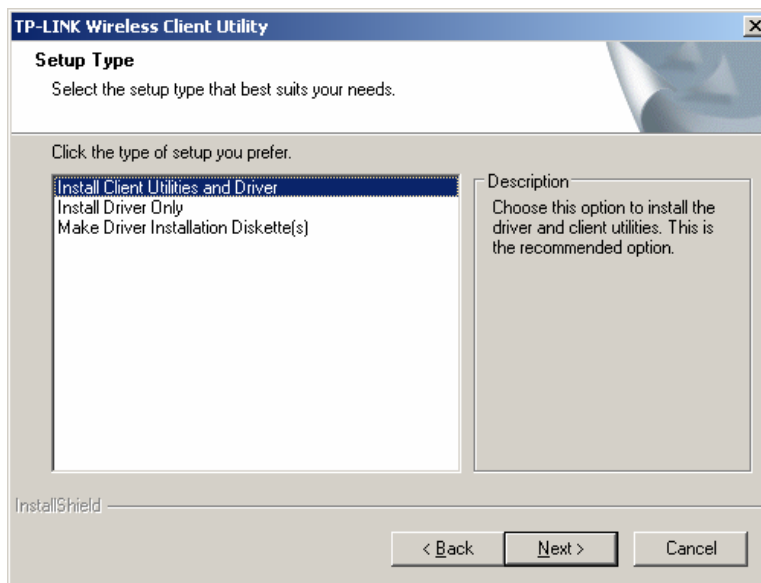 TP-LINK Wireless Client Utility
Setup Type
Select the setup type that best suits your needs.
Click the type of setup you prefer.
Install Client Utilities and Driver
Install Driver Only
Make Driver Installation Diskette(s)
Description
Choose this option to install the
driver and client utilities. This is
the recommended option.
InstallShield
< Back
Next >
Cancel